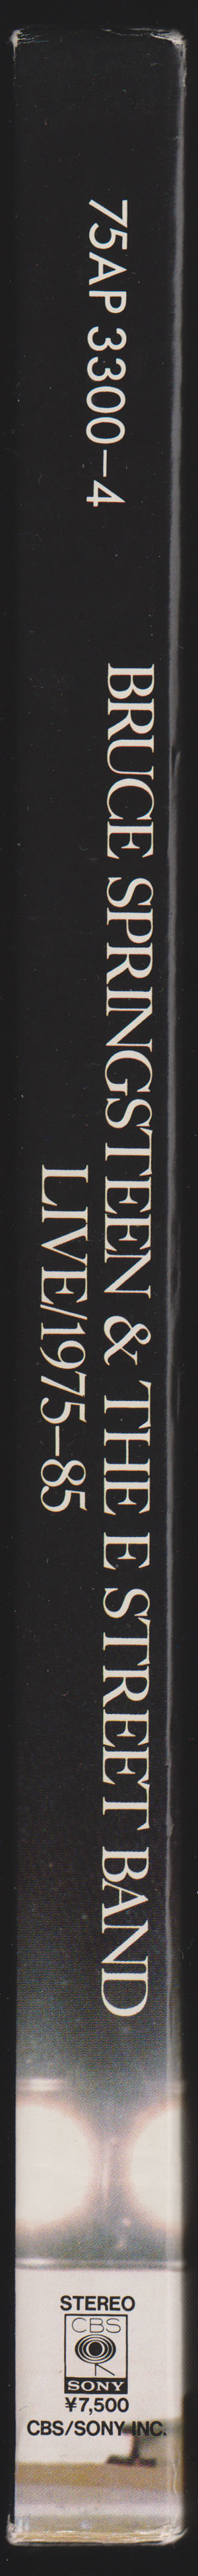 75AP 3300-4
BRUCE SPRINGSTEEN & THE E STREET BAND
LIVE/1975-85
STEREO
CBS
SONY
¥7,500
CBS/SONY INC.